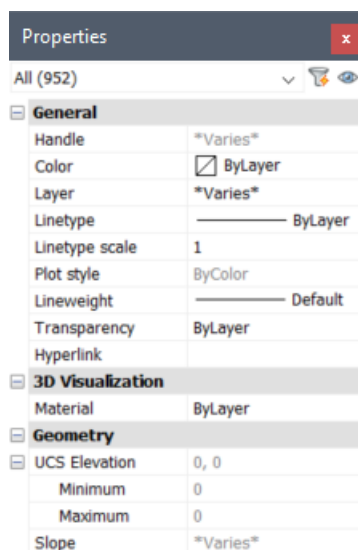 Properties x
All (952)
General
Handle *Varies*
Color ByLayer
Layer *Varies*
Linetype ByLayer
Linetype scale 1
Plot style ByColor
Lineweight Default
Transparency ByLayer
Hyperlink
3D Visualization
Material ByLayer
Geometry
UCS Elevation 0, 0
Minimum 0
Maximum 0
Slope *Varies*